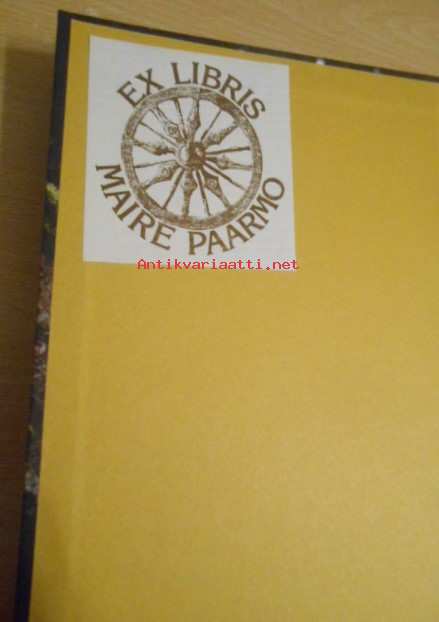 EX LIBRIS
MAIRE PAARMO
Antikvariaatti.net